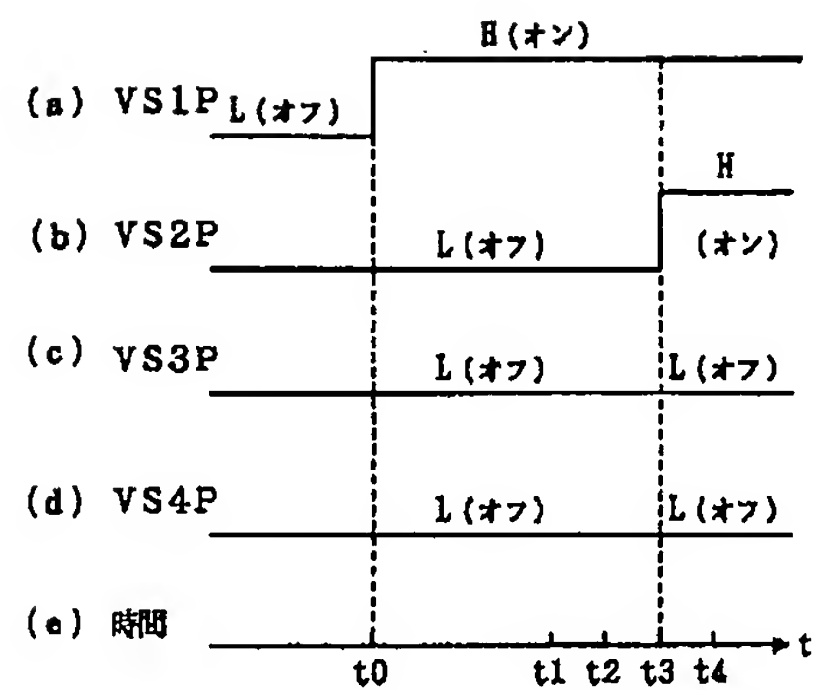 H(オン)
(a) VS1P L(オフ)
H
(b) VS2P L(オフ) (オン)
(c) VS3P L(オフ) L(オフ)
(d) VS4P L(オフ) L(オフ)
(e) 時間 t
t0 t1 t2 t3 t4